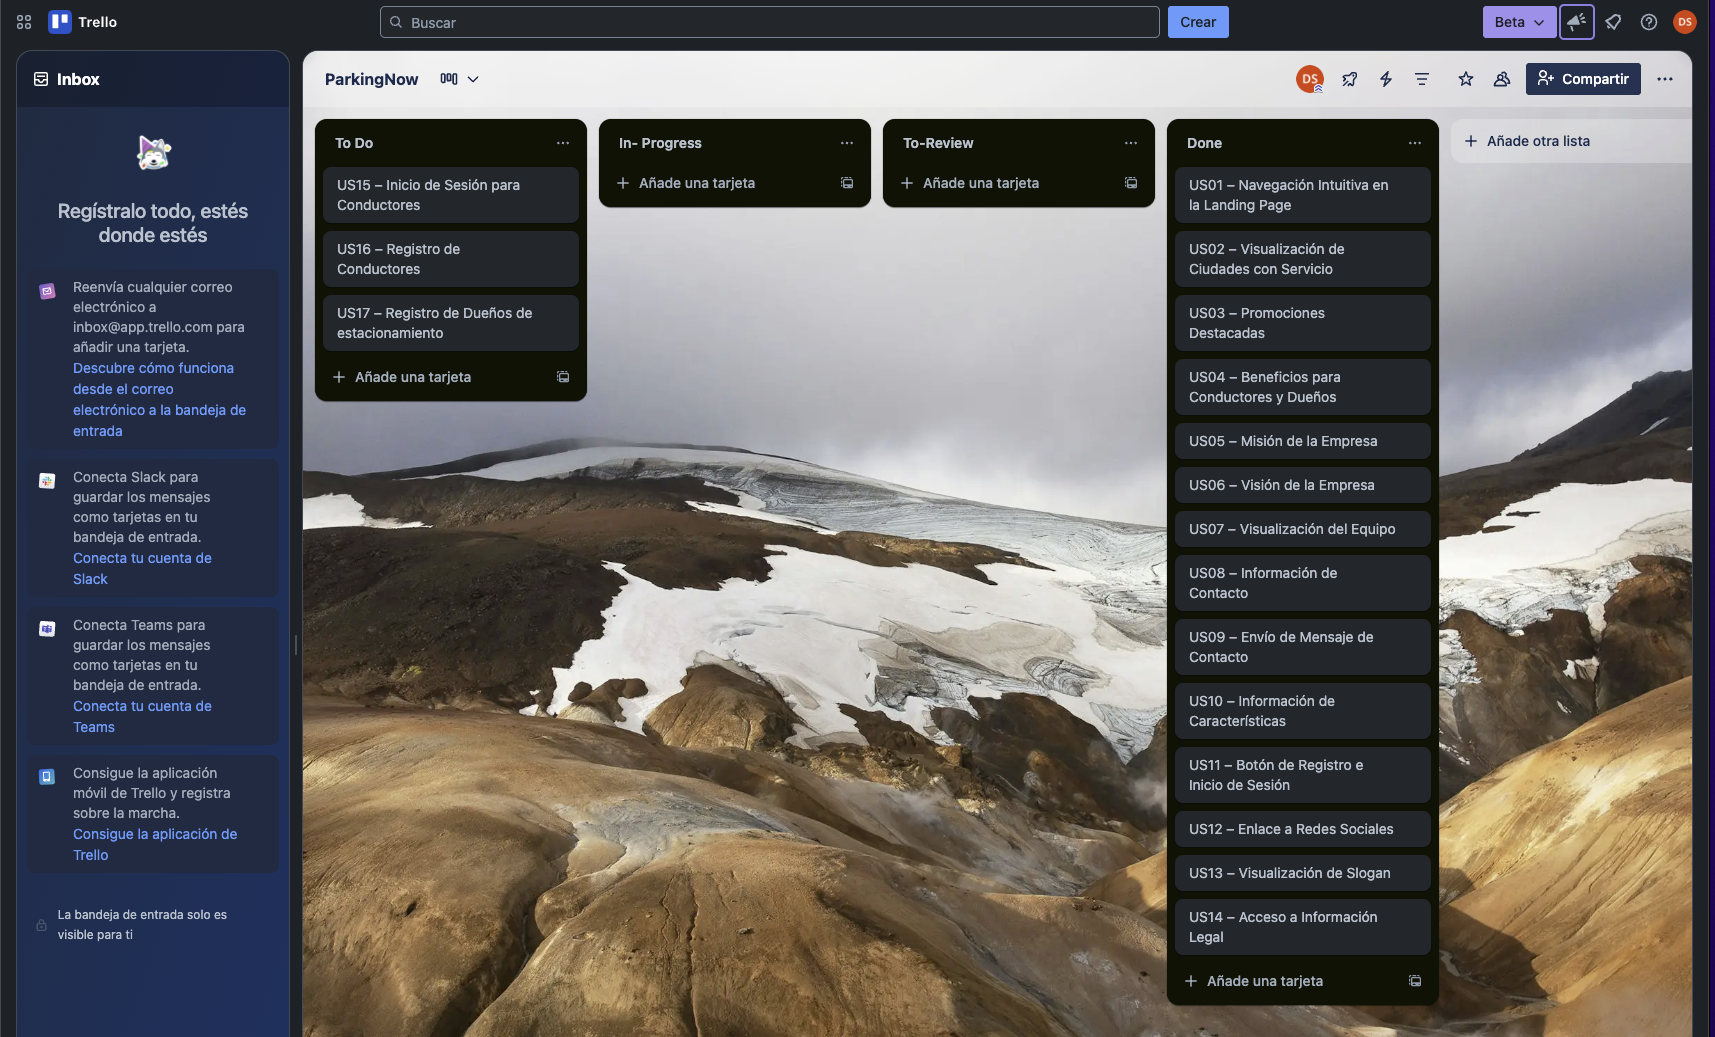 Trello
Buscar
Crear
Beta
DS
Inbox
Regístralo todo, estés
donde estés
Reenvía cualquier correo
electrónico a
inbox@app.trello.com para
añadir una tarjeta.
Descubre cómo funciona
desde el correo
electrónico a la bandeja de
entrada
Conecta Slack para
guardar los mensajes
como tarjetas en tu
bandeja de entrada.
Conecta tu cuenta de
Slack
Conecta Teams para
guardar los mensajes
como tarjetas en tu
bandeja de entrada.
Conecta tu cuenta de
Teams
Consigue la aplicación
móvil de Trello y registra
sobre la marcha.
Consigue la aplicación de
Trello
La bandeja de entrada solo es
visible para ti
ParkingNow
DS
Compartir
To Do
US15 – Inicio de Sesión para
Conductores
US16 – Registro de
Conductores
US17 – Registro de Dueños de
estacionamiento
Añade una tarjeta
In- Progress
Añade una tarjeta
To-Review
Añade una tarjeta
Done
US01 – Navegación Intuitiva en
la Landing Page
US02 – Visualización de
Ciudades con Servicio
US03 – Promociones
Destacadas
US04 – Beneficios para
Conductores y Dueños
US05 – Misión de la Empresa
US06 – Visión de la Empresa
US07 – Visualización del Equipo
US08 – Información de
Contacto
US09 – Envío de Mensaje de
Contacto
US10 – Información de
Características
US11 – Botón de Registro e
Inicio de Sesión
US12 – Enlace a Redes Sociales
US13 – Visualización de Slogan
US14 – Acceso a Información
Legal
Añade una tarjeta
Añade otra lista